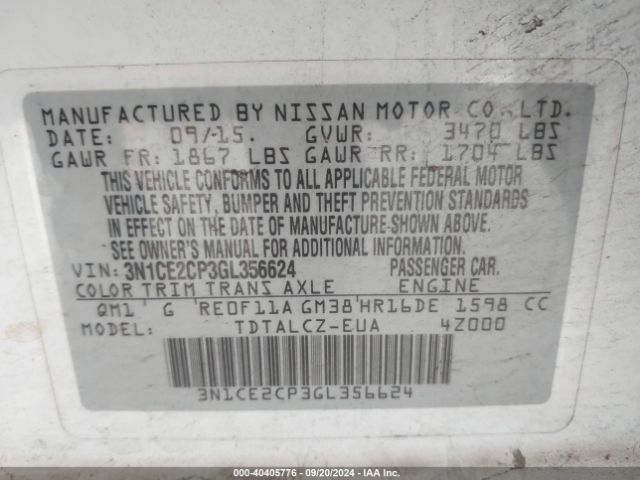 MANUFACTURED BY NISSAN MOTOR CO., LTD.
DATE: 09/15. GVWR: 3470 LBS
GAWR FR: 1867 LBS GAWR RR: 1704 LBS
THIS VEHICLE CONFORMS TO ALL APPLICABLE FEDERAL MOTOR
VEHICLE SAFETY, BUMPER AND THEFT PREVENTION STANDARDS
IN EFFECT ON THE DATE OF MANUFACTURE SHOWN ABOVE.
SEE OWNER'S MANUAL FOR ADDITIONAL INFORMATION.
VIN: 3N1CE2CP3GL356624 PASSENGER CAR.
COLOR TRIM TRANS AXLE ENGINE
QM1 G RE0F11A GM38 HR16DE 1598 CC
MODEL: TDTALCZ-EUA 4Z000
3N1CE2CP3GL356624
000-40405776 - 09/20/2024 - IAA Inc.